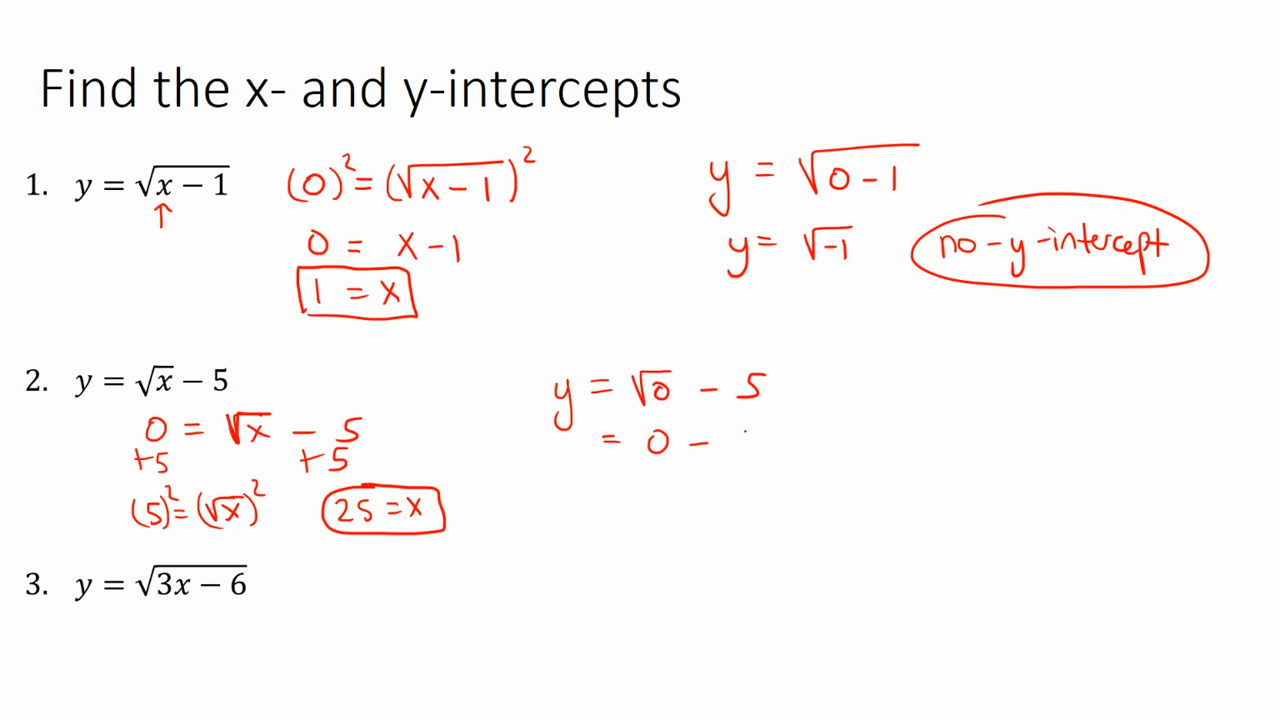 Find the x- and y-intercepts
1. y = √(x − 1)
(0)² = (√(x − 1))²
0 = x − 1
1 = x
y = √(0 − 1)
y = √-1
no-y-intercept
2. y = √x − 5
0 = √x − 5
+5 +5
(5)² = (√x)²
25 = x
y = √0 − 5
= 0 −
3. y = √(3x − 6)